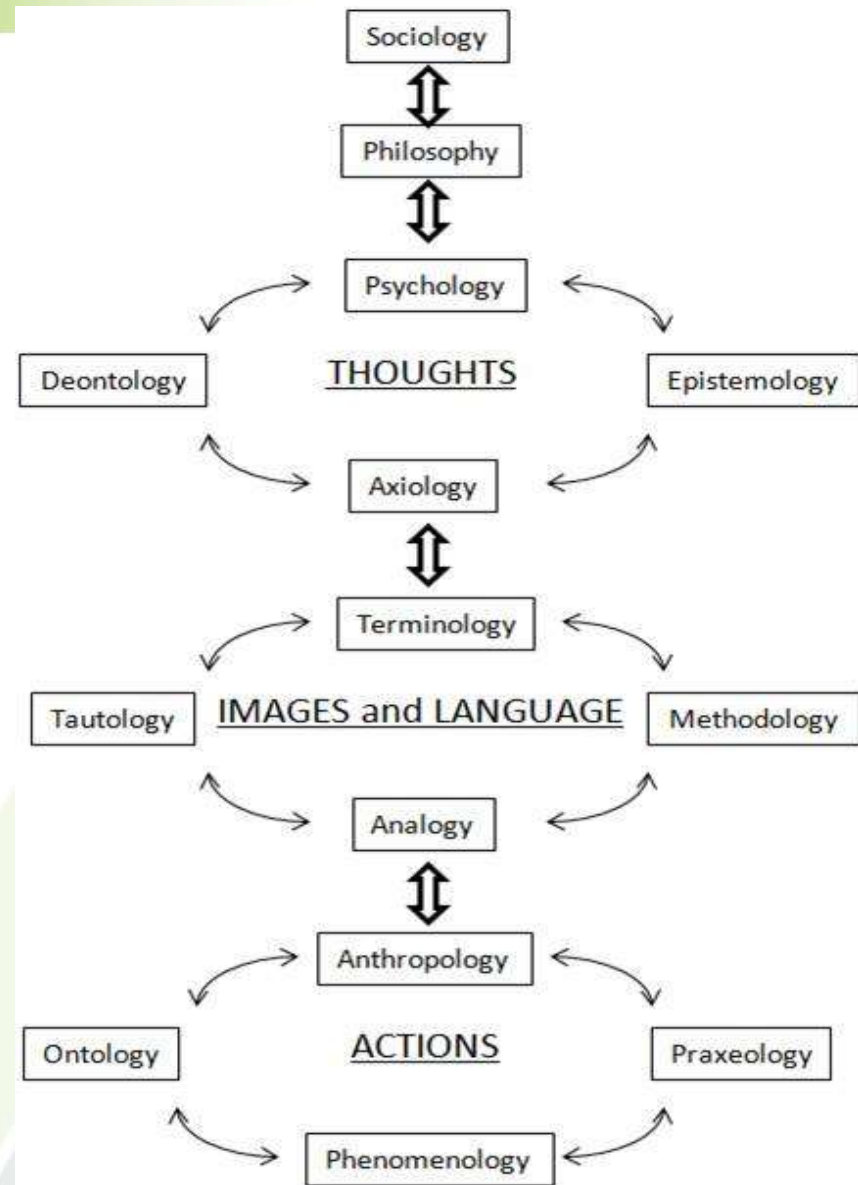 Sociology
Philosophy
Psychology
Deontology
THOUGHTS
Epistemology
Axiology
Terminology
Tautology
IMAGES and LANGUAGE
Methodology
Analogy
Anthropology
Ontology
ACTIONS
Praxeology
Phenomenology